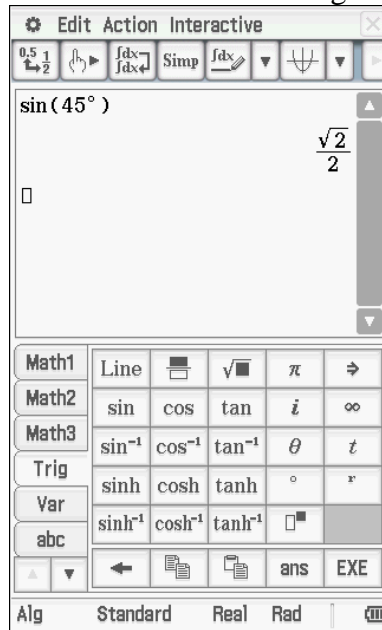 Edit Action Interactive
0.5 1 2 ∫dx ∫dx Simp ∫dx
sin(45°)
√2
2
Math1 Line √■ π ⇒
Math2 sin cos tan i ∞
Math3 sin⁻¹ cos⁻¹ tan⁻¹ θ t
Trig sinh cosh tanh ° r
Var sinh⁻¹ cosh⁻¹ tanh⁻¹ □■
abc
← ans EXE
Alg Standard Real Rad